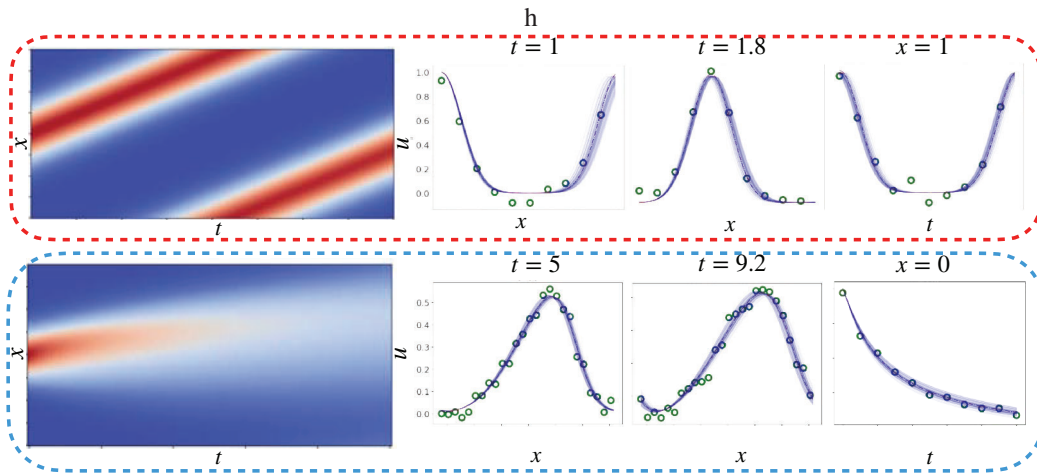 h
t = 1
t = 1.8
x = 1
x
t
u
1.0
0.8
0.6
0.4
0.2
0.0
x
x
t
t = 5
t = 9.2
x = 0
x
t
u
0.5
0.4
0.3
0.2
0.1
0.0
x
x
t